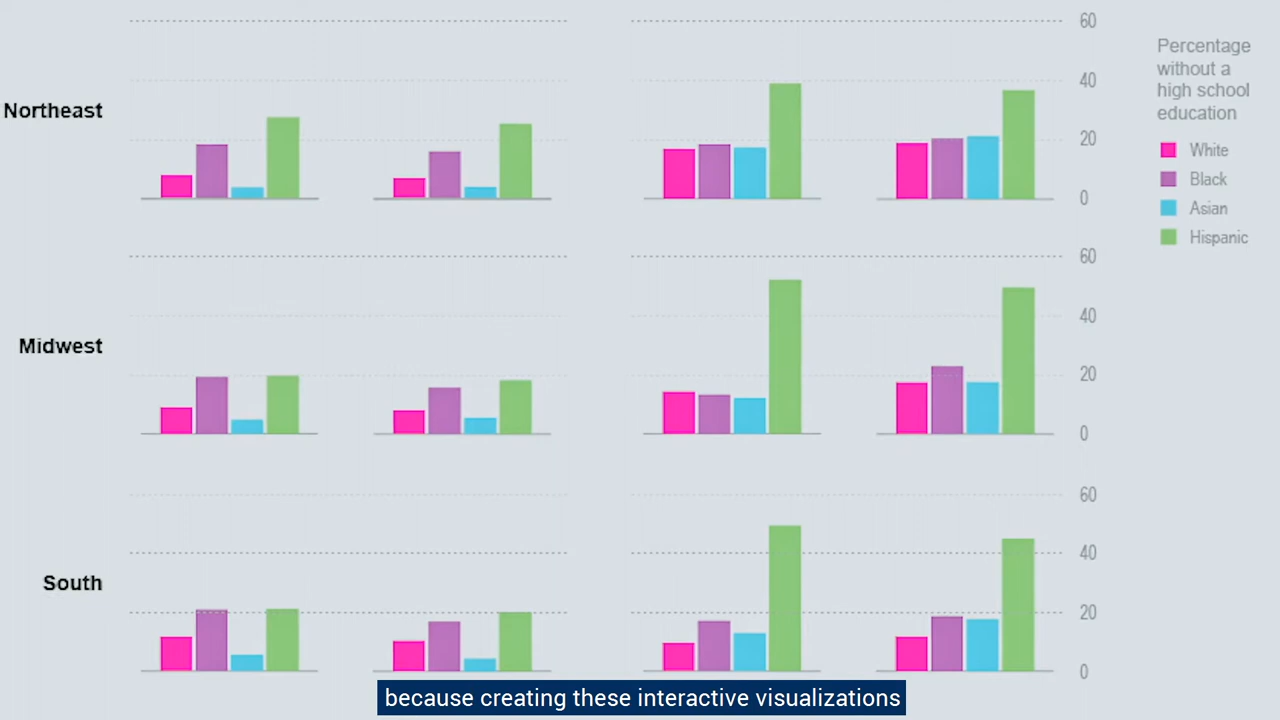 60
40
Northeast
20
0
Percentage
without a
high school
education
White
Black
Asian
Hispanic
60
40
Midwest
20
0
60
40
South
20
0
because creating these interactive visualizations